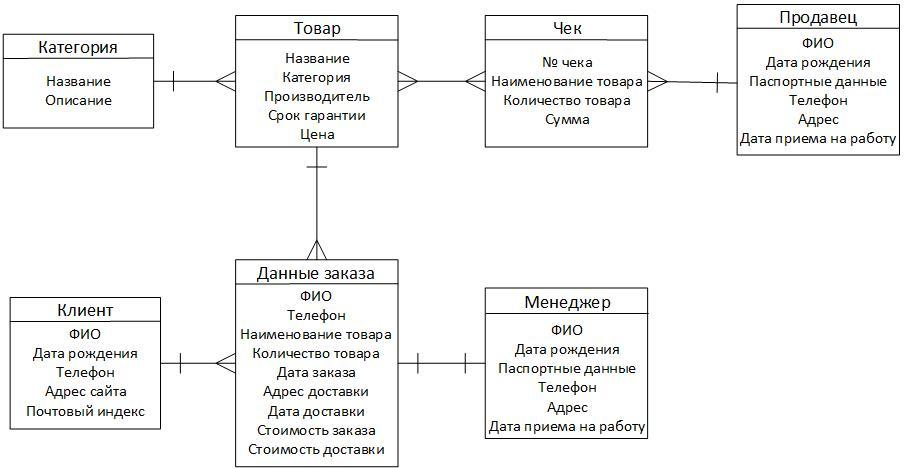 Категория
Название
Описание
Товар
Название
Категория
Производитель
Срок гарантии
Цена
Чек
№ чека
Наименование товара
Количество товара
Сумма
Продавец
ФИО
Дата рождения
Паспортные данные
Телефон
Адрес
Дата приема на работу
Клиент
ФИО
Дата рождения
Телефон
Адрес сайта
Почтовый индекс
Данные заказа
ФИО
Телефон
Наименование товара
Количество товара
Дата заказа
Адрес доставки
Дата доставки
Стоимость заказа
Стоимость доставки
Менеджер
ФИО
Дата рождения
Паспортные данные
Телефон
Адрес
Дата приема на работу